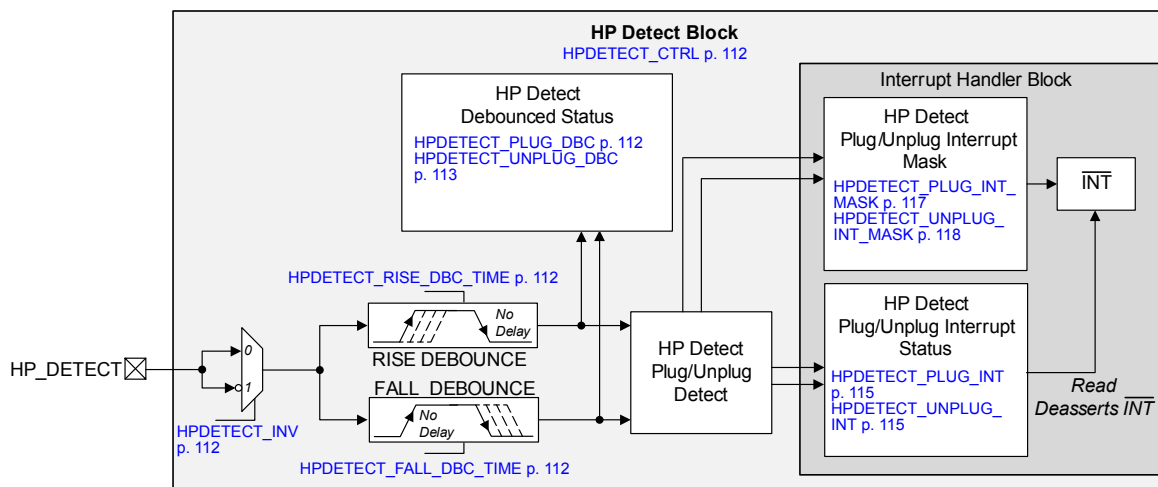 HP Detect Block
HPDETECT_CTRL p. 112
HP Detect
Debounced Status
HPDETECT_PLUG_DBC p. 112
HPDETECT_UNPLUG_DBC
p. 113
Interrupt Handler Block
HP Detect
Plug/Unplug Interrupt
Mask
HPDETECT_PLUG_INT_
MASK p. 117
HPDETECT_UNPLUG_
INT_MASK p. 118
INT
HPDETECT_RISE_DBC_TIME p. 112
No
Delay
RISE DEBOUNCE
HP_DETECT
0
1
HPDETECT_INV
p. 112
FALL DEBOUNCE
No
Delay
HPDETECT_FALL_DBC_TIME p. 112
HP Detect
Plug/Unplug
Detect
HP Detect
Plug/Unplug Interrupt
Status
HPDETECT_PLUG_INT
p. 115
HPDETECT_UNPLUG_
INT p. 115
Read
Deasserts INT